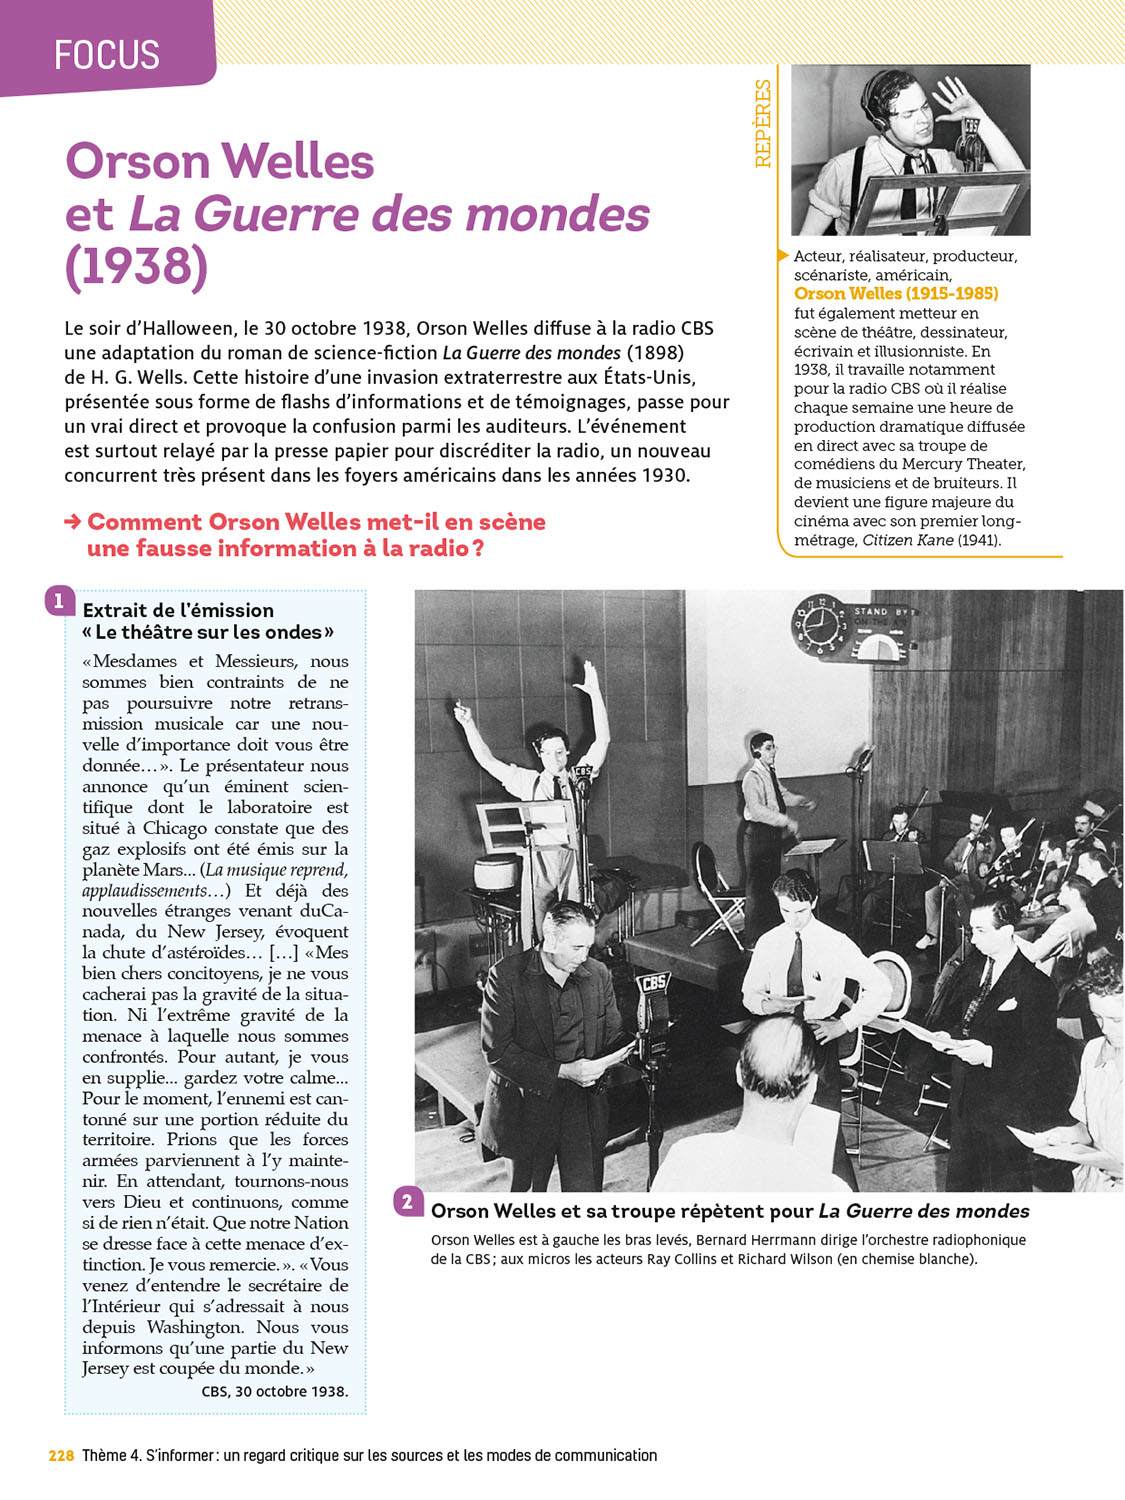 FOCUS
Orson Welles
et La Guerre des mondes
(1938)
Le soir d’Halloween, le 30 octobre 1938, Orson Welles diffuse à la radio CBS
une adaptation du roman de science-fiction La Guerre des mondes (1898)
de H. G. Wells. Cette histoire d’une invasion extraterrestre aux États-Unis,
présentée sous forme de flashs d’informations et de témoignages, passe pour
un vrai direct et provoque la confusion parmi les auditeurs. L’événement
est surtout relayé par la presse papier pour discréditer la radio, un nouveau
concurrent très présent dans les foyers américains dans les années 1930.
→ Comment Orson Welles met-il en scène
une fausse information à la radio ?
REPÈRES
CBS
Acteur, réalisateur, producteur,
scénariste, américain,
Orson Welles (1915-1985)
fut également metteur en
scène de théâtre, dessinateur,
écrivain et illusionniste. En
1938, il travaille notamment
pour la radio CBS où il réalise
chaque semaine une heure de
production dramatique diffusée
en direct avec sa troupe de
comédiens du Mercury Theater,
de musiciens et de bruiteurs. Il
devient une figure majeure du
cinéma avec son premier long-
métrage, Citizen Kane (1941).
1
Extrait de l’émission
« Le théâtre sur les ondes »
« Mesdames et Messieurs, nous
sommes bien contraints de ne
pas poursuivre notre retrans-
mission musicale car une nou-
velle d’importance doit vous être
donnée… ». Le présentateur nous
annonce qu’un éminent scien-
tifique dont le laboratoire est
situé à Chicago constate que des
gaz explosifs ont été émis sur la
planète Mars... (La musique reprend,
applaudissements…) Et déjà des
nouvelles étranges venant duCa-
nada, du New Jersey, évoquent
la chute d’astéroïdes… […] « Mes
bien chers concitoyens, je ne vous
cacherai pas la gravité de la situa-
tion. Ni l’extrême gravité de la
menace à laquelle nous sommes
confrontés. Pour autant, je vous
en supplie... gardez votre calme...
Pour le moment, l’ennemi est can-
tonné sur une portion réduite du
territoire. Prions que les forces
armées parviennent à l’y mainte-
nir. En attendant, tournons-nous
vers Dieu et continuons, comme
si de rien n’était. Que notre Nation
se dresse face à cette menace d’ex-
tinction. Je vous remercie. ». « Vous
venez d’entendre le secrétaire de
l’Intérieur qui s’adressait à nous
depuis Washington. Nous vous
informons qu’une partie du New
Jersey est coupée du monde. »
CBS, 30 octobre 1938.
STAND BY
ON THE AIR
CBS
CBS
2
Orson Welles et sa troupe répètent pour La Guerre des mondes
Orson Welles est à gauche les bras levés, Bernard Herrmann dirige l’orchestre radiophonique
de la CBS ; aux micros les acteurs Ray Collins et Richard Wilson (en chemise blanche).
228 Thème 4. S’informer : un regard critique sur les sources et les modes de communication